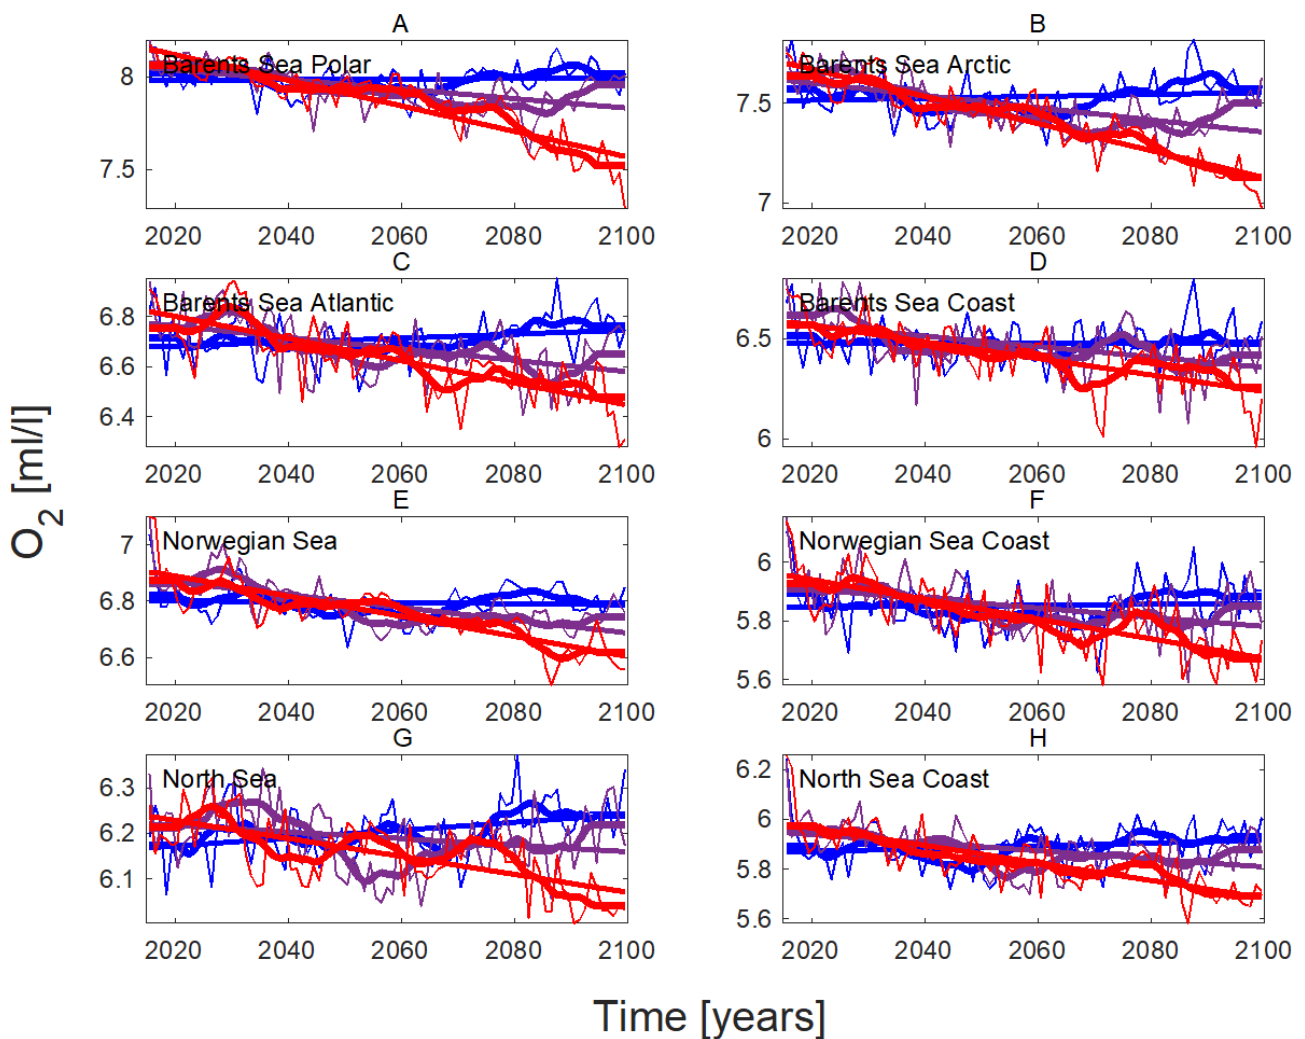 A
Barents Sea Polar
8
7.5
2020 2040 2060 2080 2100
B
Barents Sea Arctic
7.5
7
2020 2040 2060 2080 2100
C
Barents Sea Atlantic
6.8
6.6
6.4
2020 2040 2060 2080 2100
D
Barents Sea Coast
6.5
6
2020 2040 2060 2080 2100
E
Norwegian Sea
7
6.8
6.6
2020 2040 2060 2080 2100
F
Norwegian Sea Coast
6
5.8
5.6
2020 2040 2060 2080 2100
G
North Sea
6.3
6.2
6.1
2020 2040 2060 2080 2100
H
North Sea Coast
6.2
6
5.8
5.6
2020 2040 2060 2080 2100
O2 [ml/l]
Time [years]